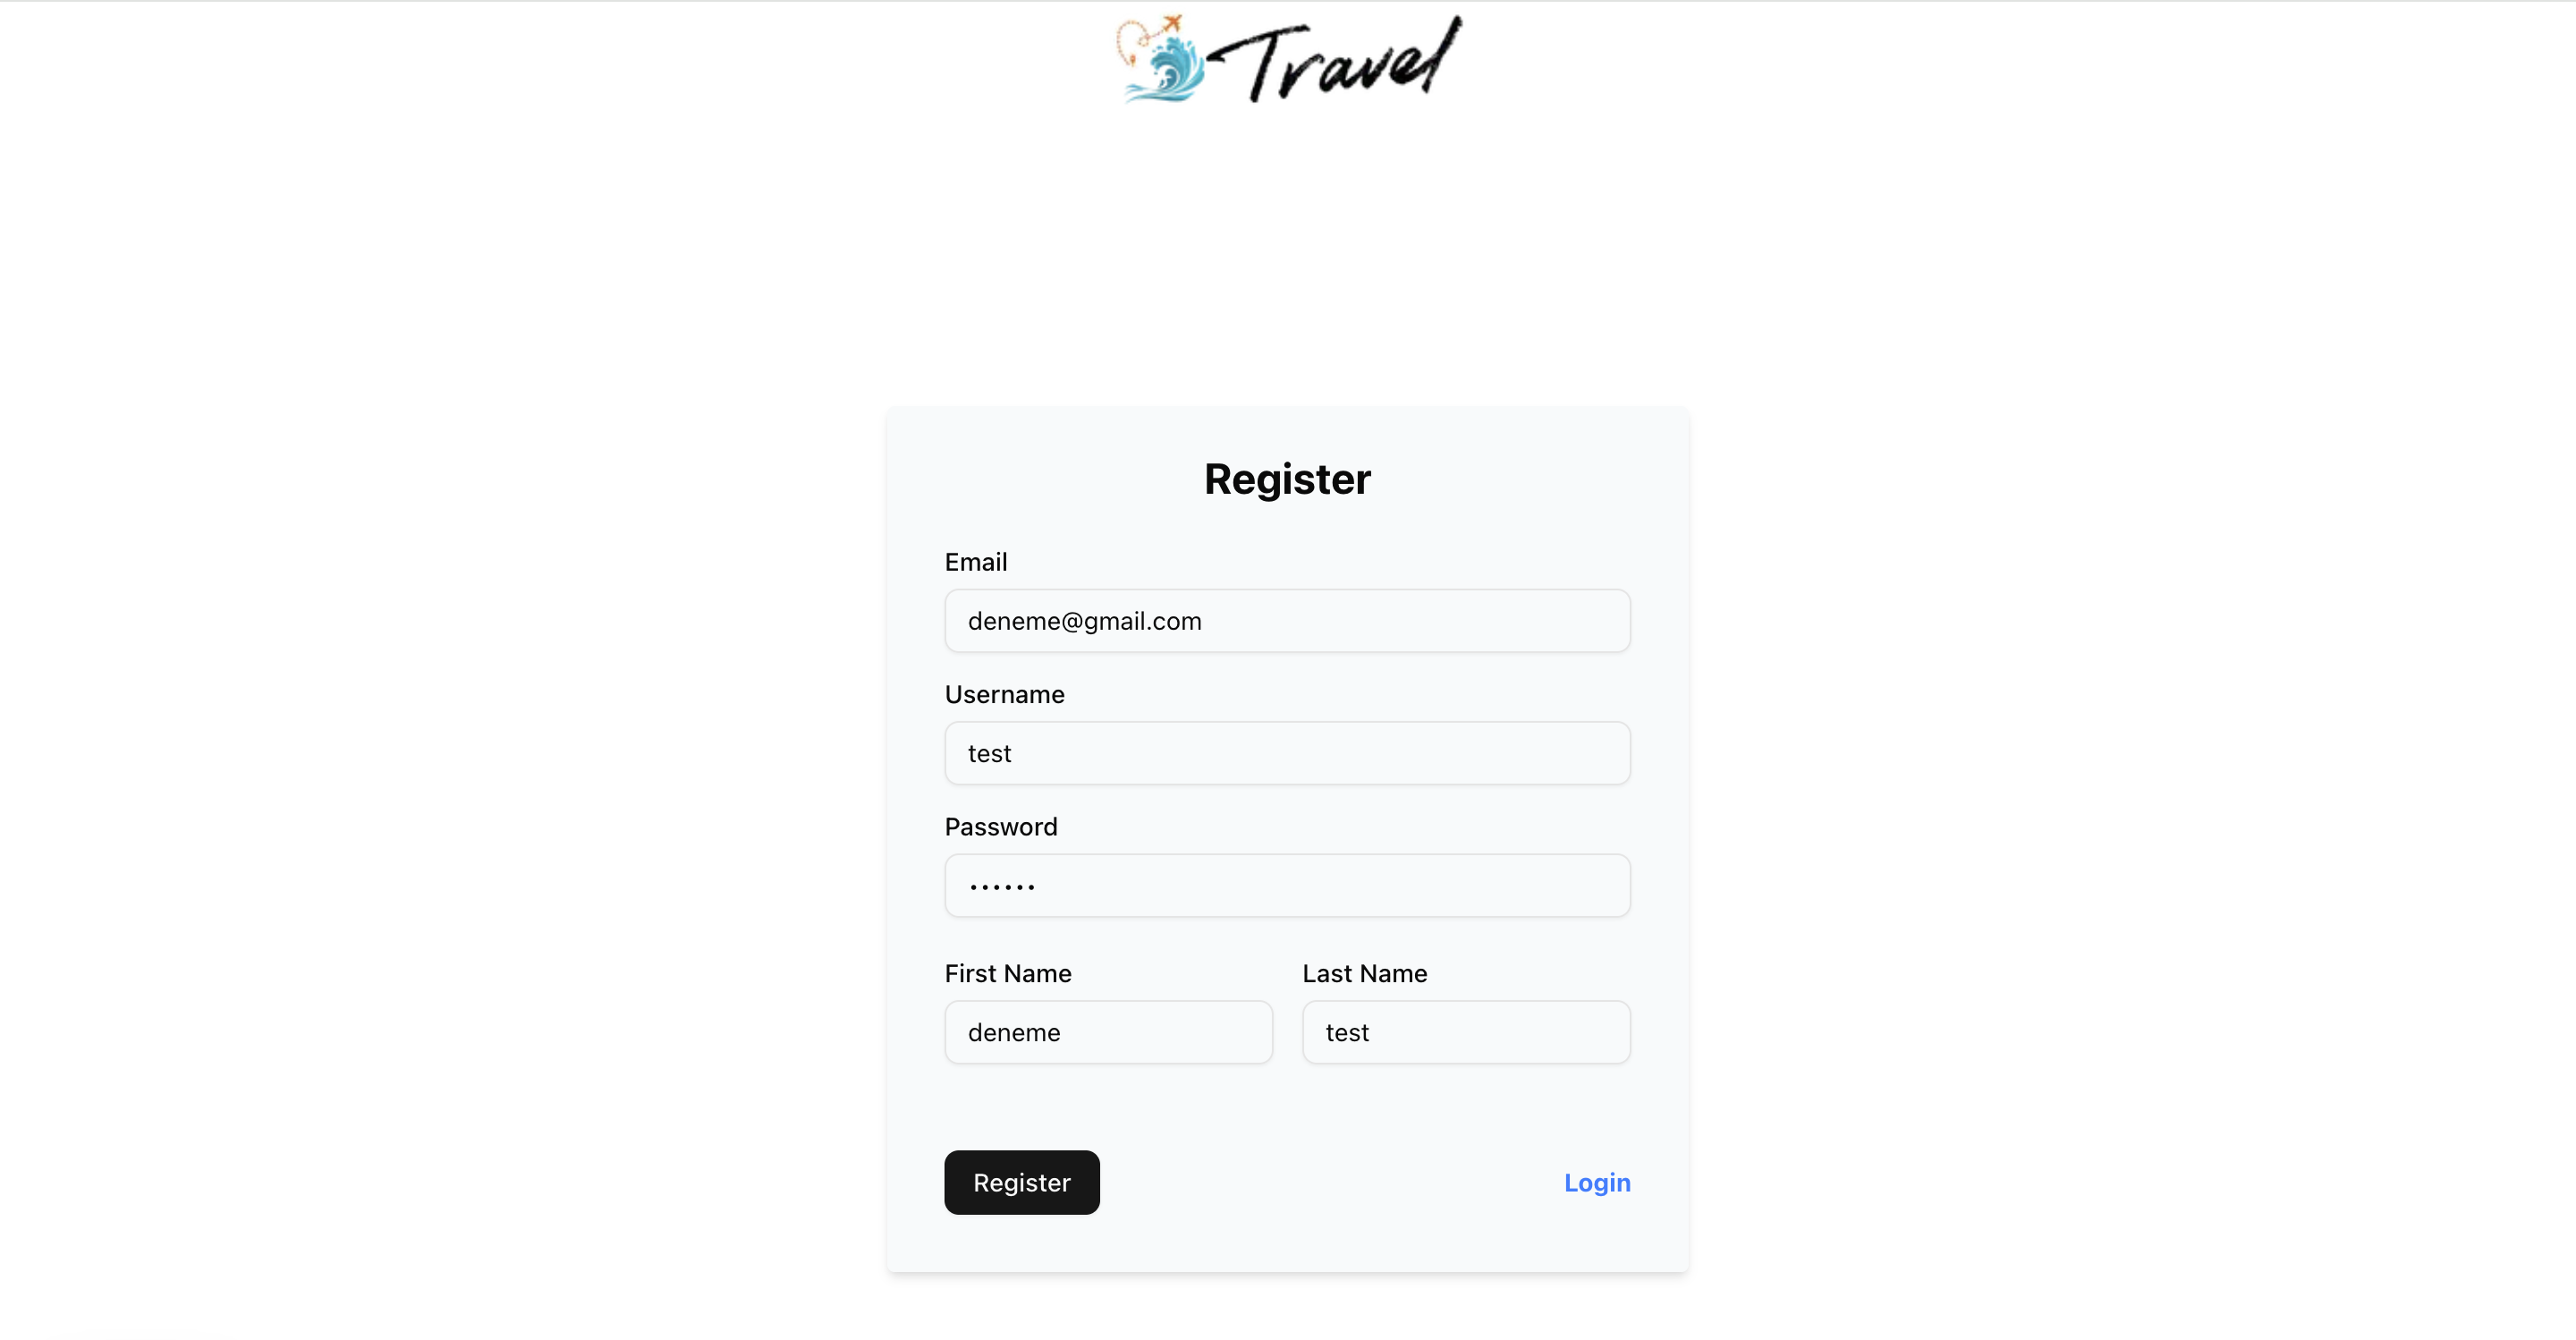 Travel
Register
Email
deneme@gmail.com
Username
test
Password
••••••
First Name
Last Name
deneme
test
Register
Login